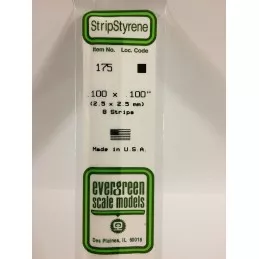 StripStyrene
Item No. Loc. Code
175
.100 x .100"
(2.5 x 2.5 mm)
8 Strips
Made in U.S.A.
evergreen
scale models
Des Plaines, IL 60018